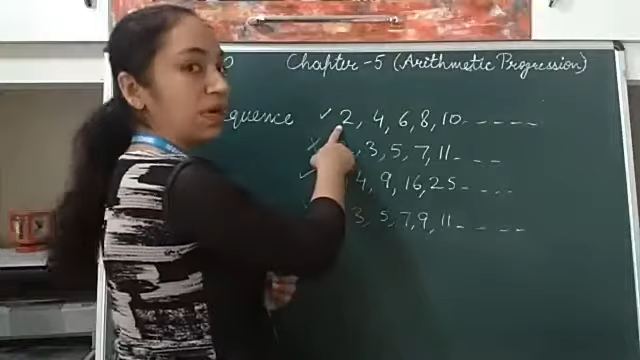 Chapter-5 (Arithmetic Progression)
✓ 2, 4, 6, 8, 10-----
× , 3, 5, 7, 11----
✓ 4, 9, 16, 25----
3, 5, 7, 9, 11-----